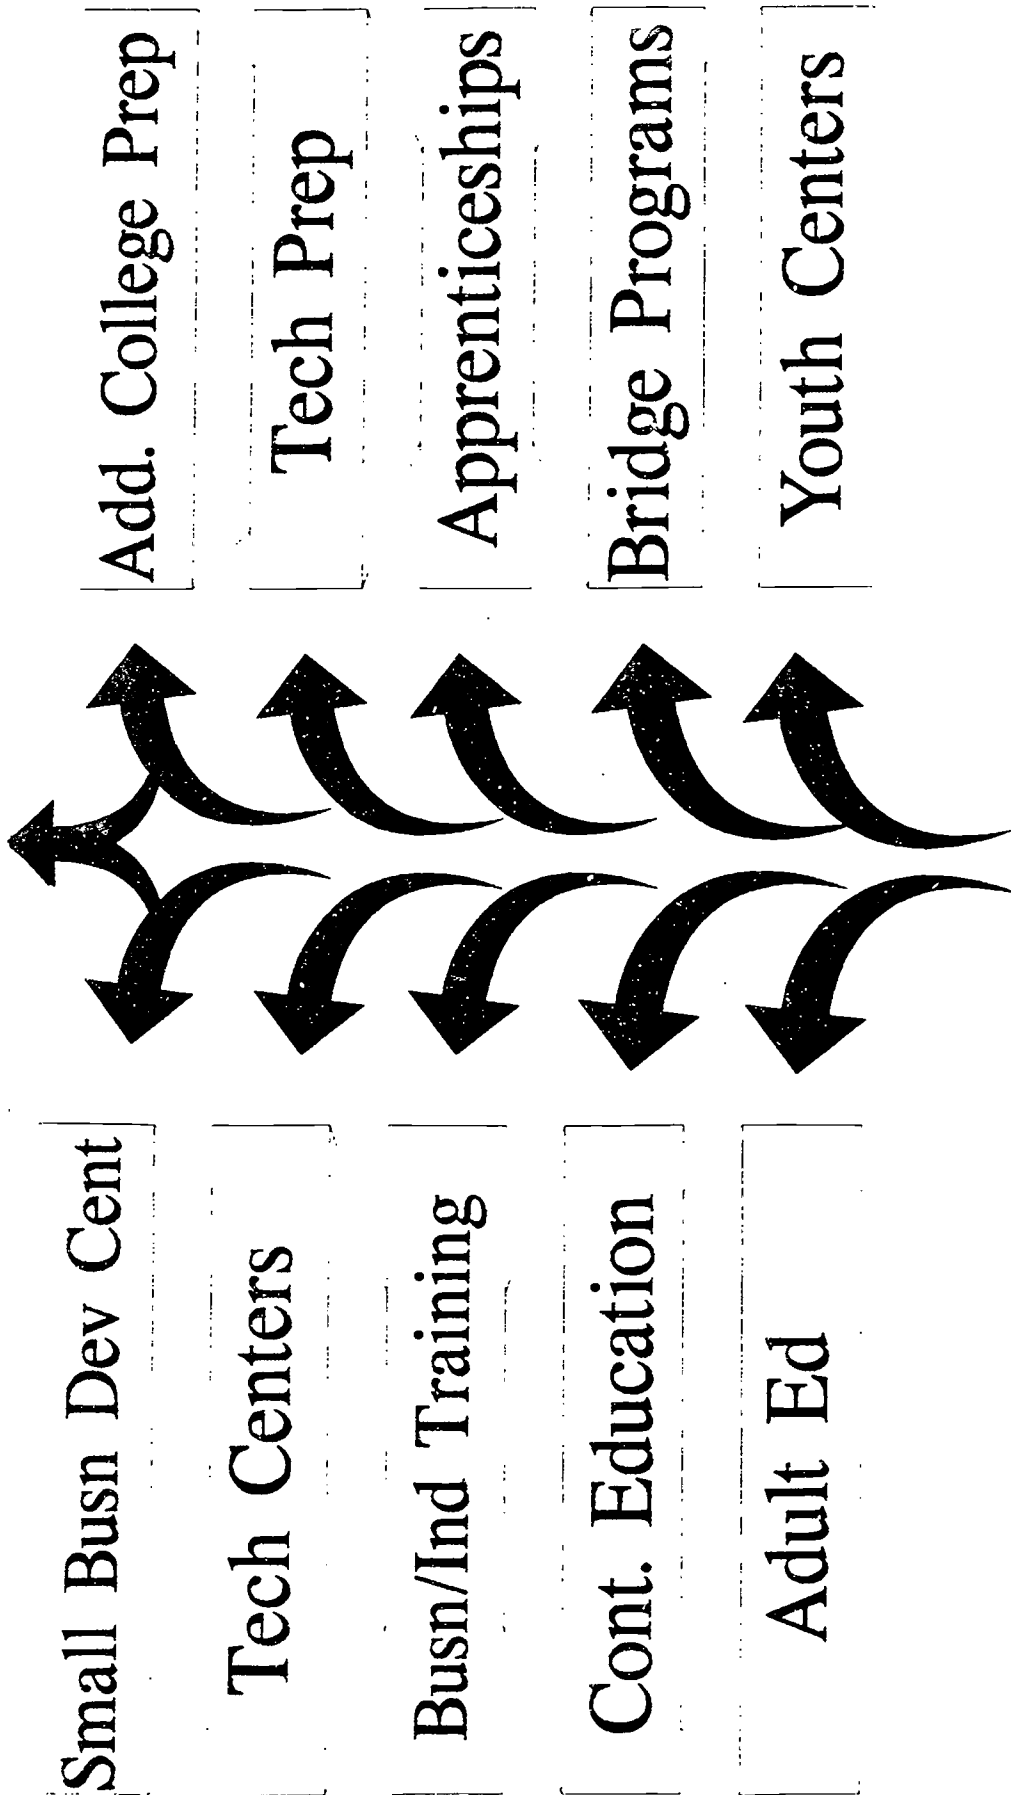 Small Busn Dev Cent
Tech Centers
Busn/Ind Training
Cont. Education
Adult Ed
Add. College Prep
Tech Prep
Apprenticeships
Bridge Programs
Youth Centers